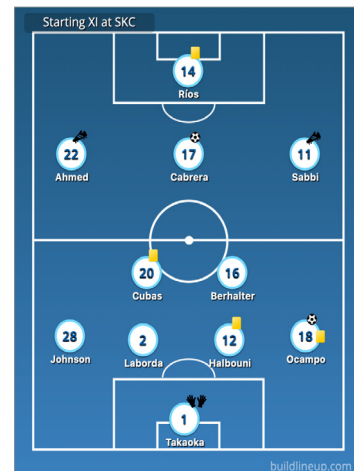 Starting XI at SKC
14
Ríos
22
17
11
Ahmed
Cabrera
Sabbi
20
16
Cubas
Berhalter
28
2
12
18
Johnson
Laborda
Halbouni
Ocampo
1
Takaoka
buildlineup.com